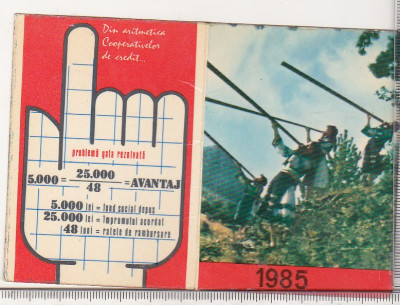 Din aritmetica
Cooperativelor
de credit...
problemă gata rezolvată
5.000 = 25.000 / 48 = AVANTAJ
5.000 lei = fond social depus
25.000 lei = împrumutul acordat
48 luni = ratele de rambursare
1985